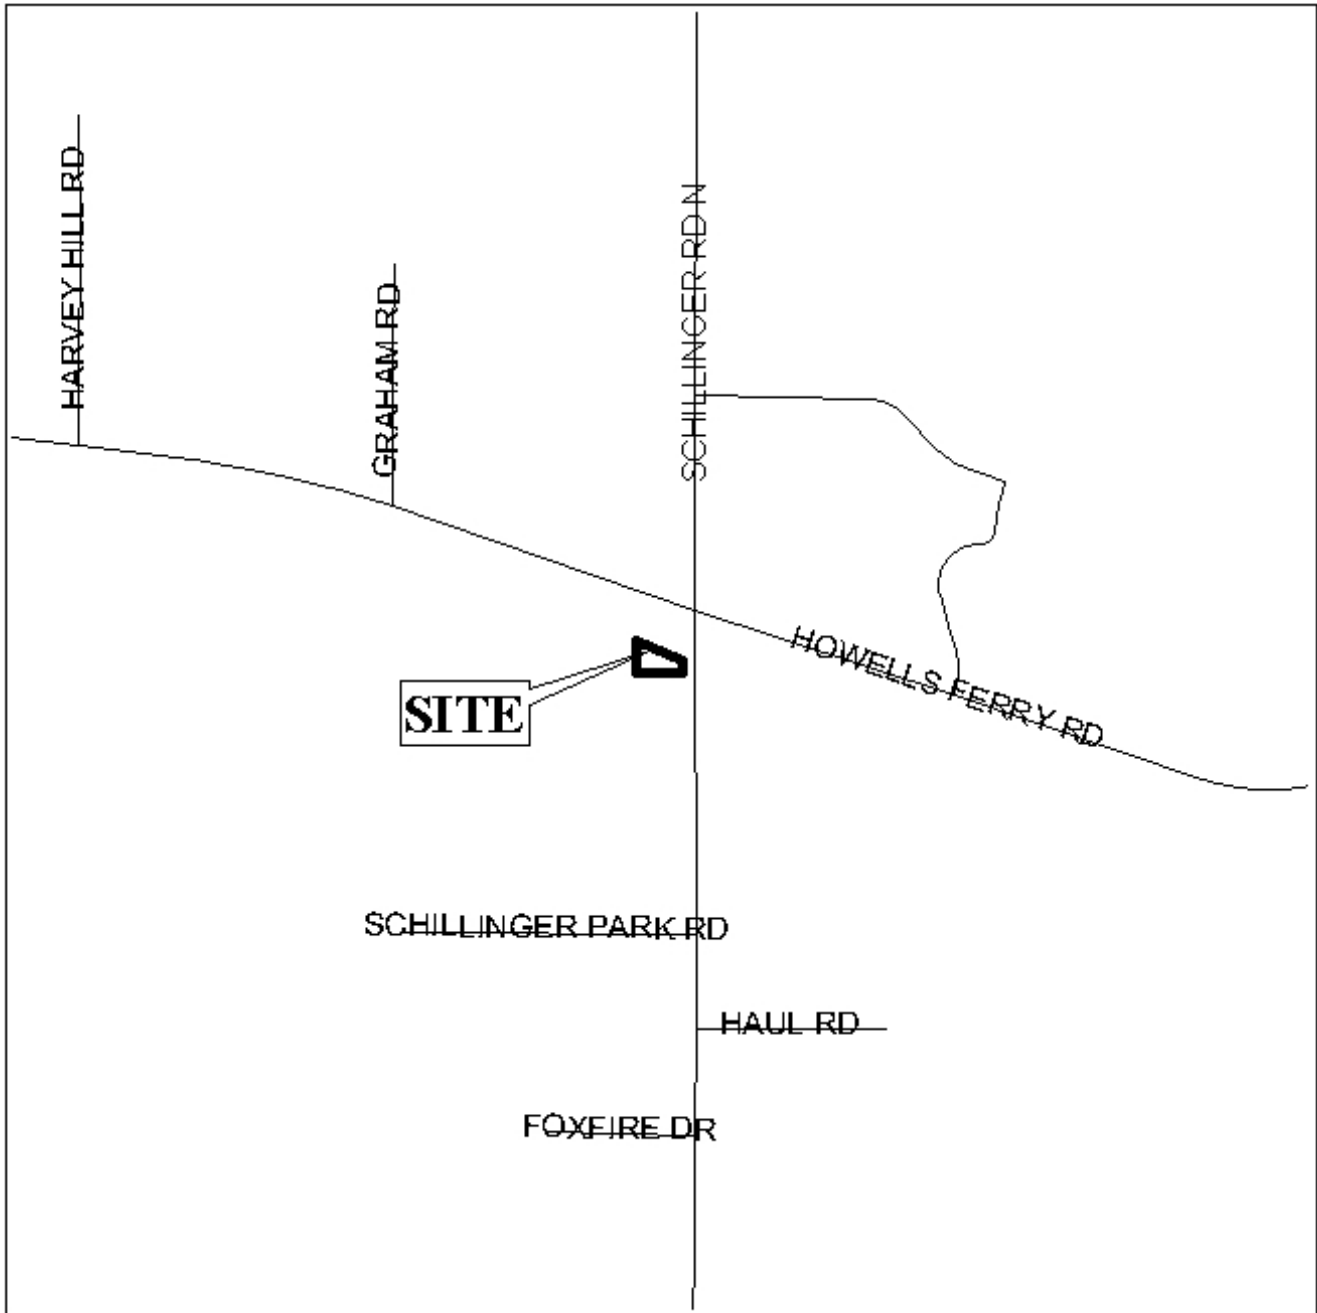 HARVEY HILL RD
GRAHAM RD
SCHILLINGER RD N
HOWELLS FERRY RD
SITE
SCHILLINGER PARK RD
HAUL RD
FOXFIRE DR